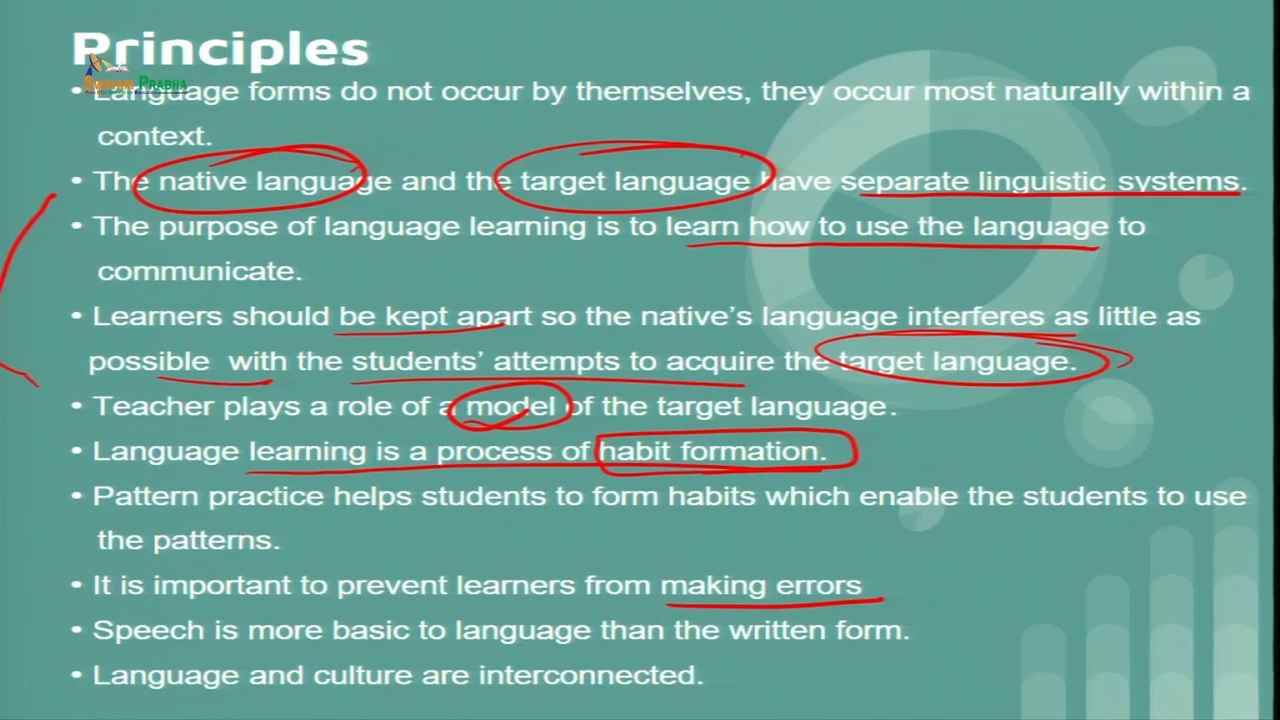 Principles
SWAYAM PRABHA
• Language forms do not occur by themselves, they occur most naturally within a
context.
• The native language and the target language have separate linguistic systems.
• The purpose of language learning is to learn how to use the language to
communicate.
• Learners should be kept apart so the native's language interferes as little as
possible with the students' attempts to acquire the target language.
• Teacher plays a role of a model of the target language.
• Language learning is a process of habit formation.
• Pattern practice helps students to form habits which enable the students to use
the patterns.
• It is important to prevent learners from making errors
• Speech is more basic to language than the written form.
• Language and culture are interconnected.